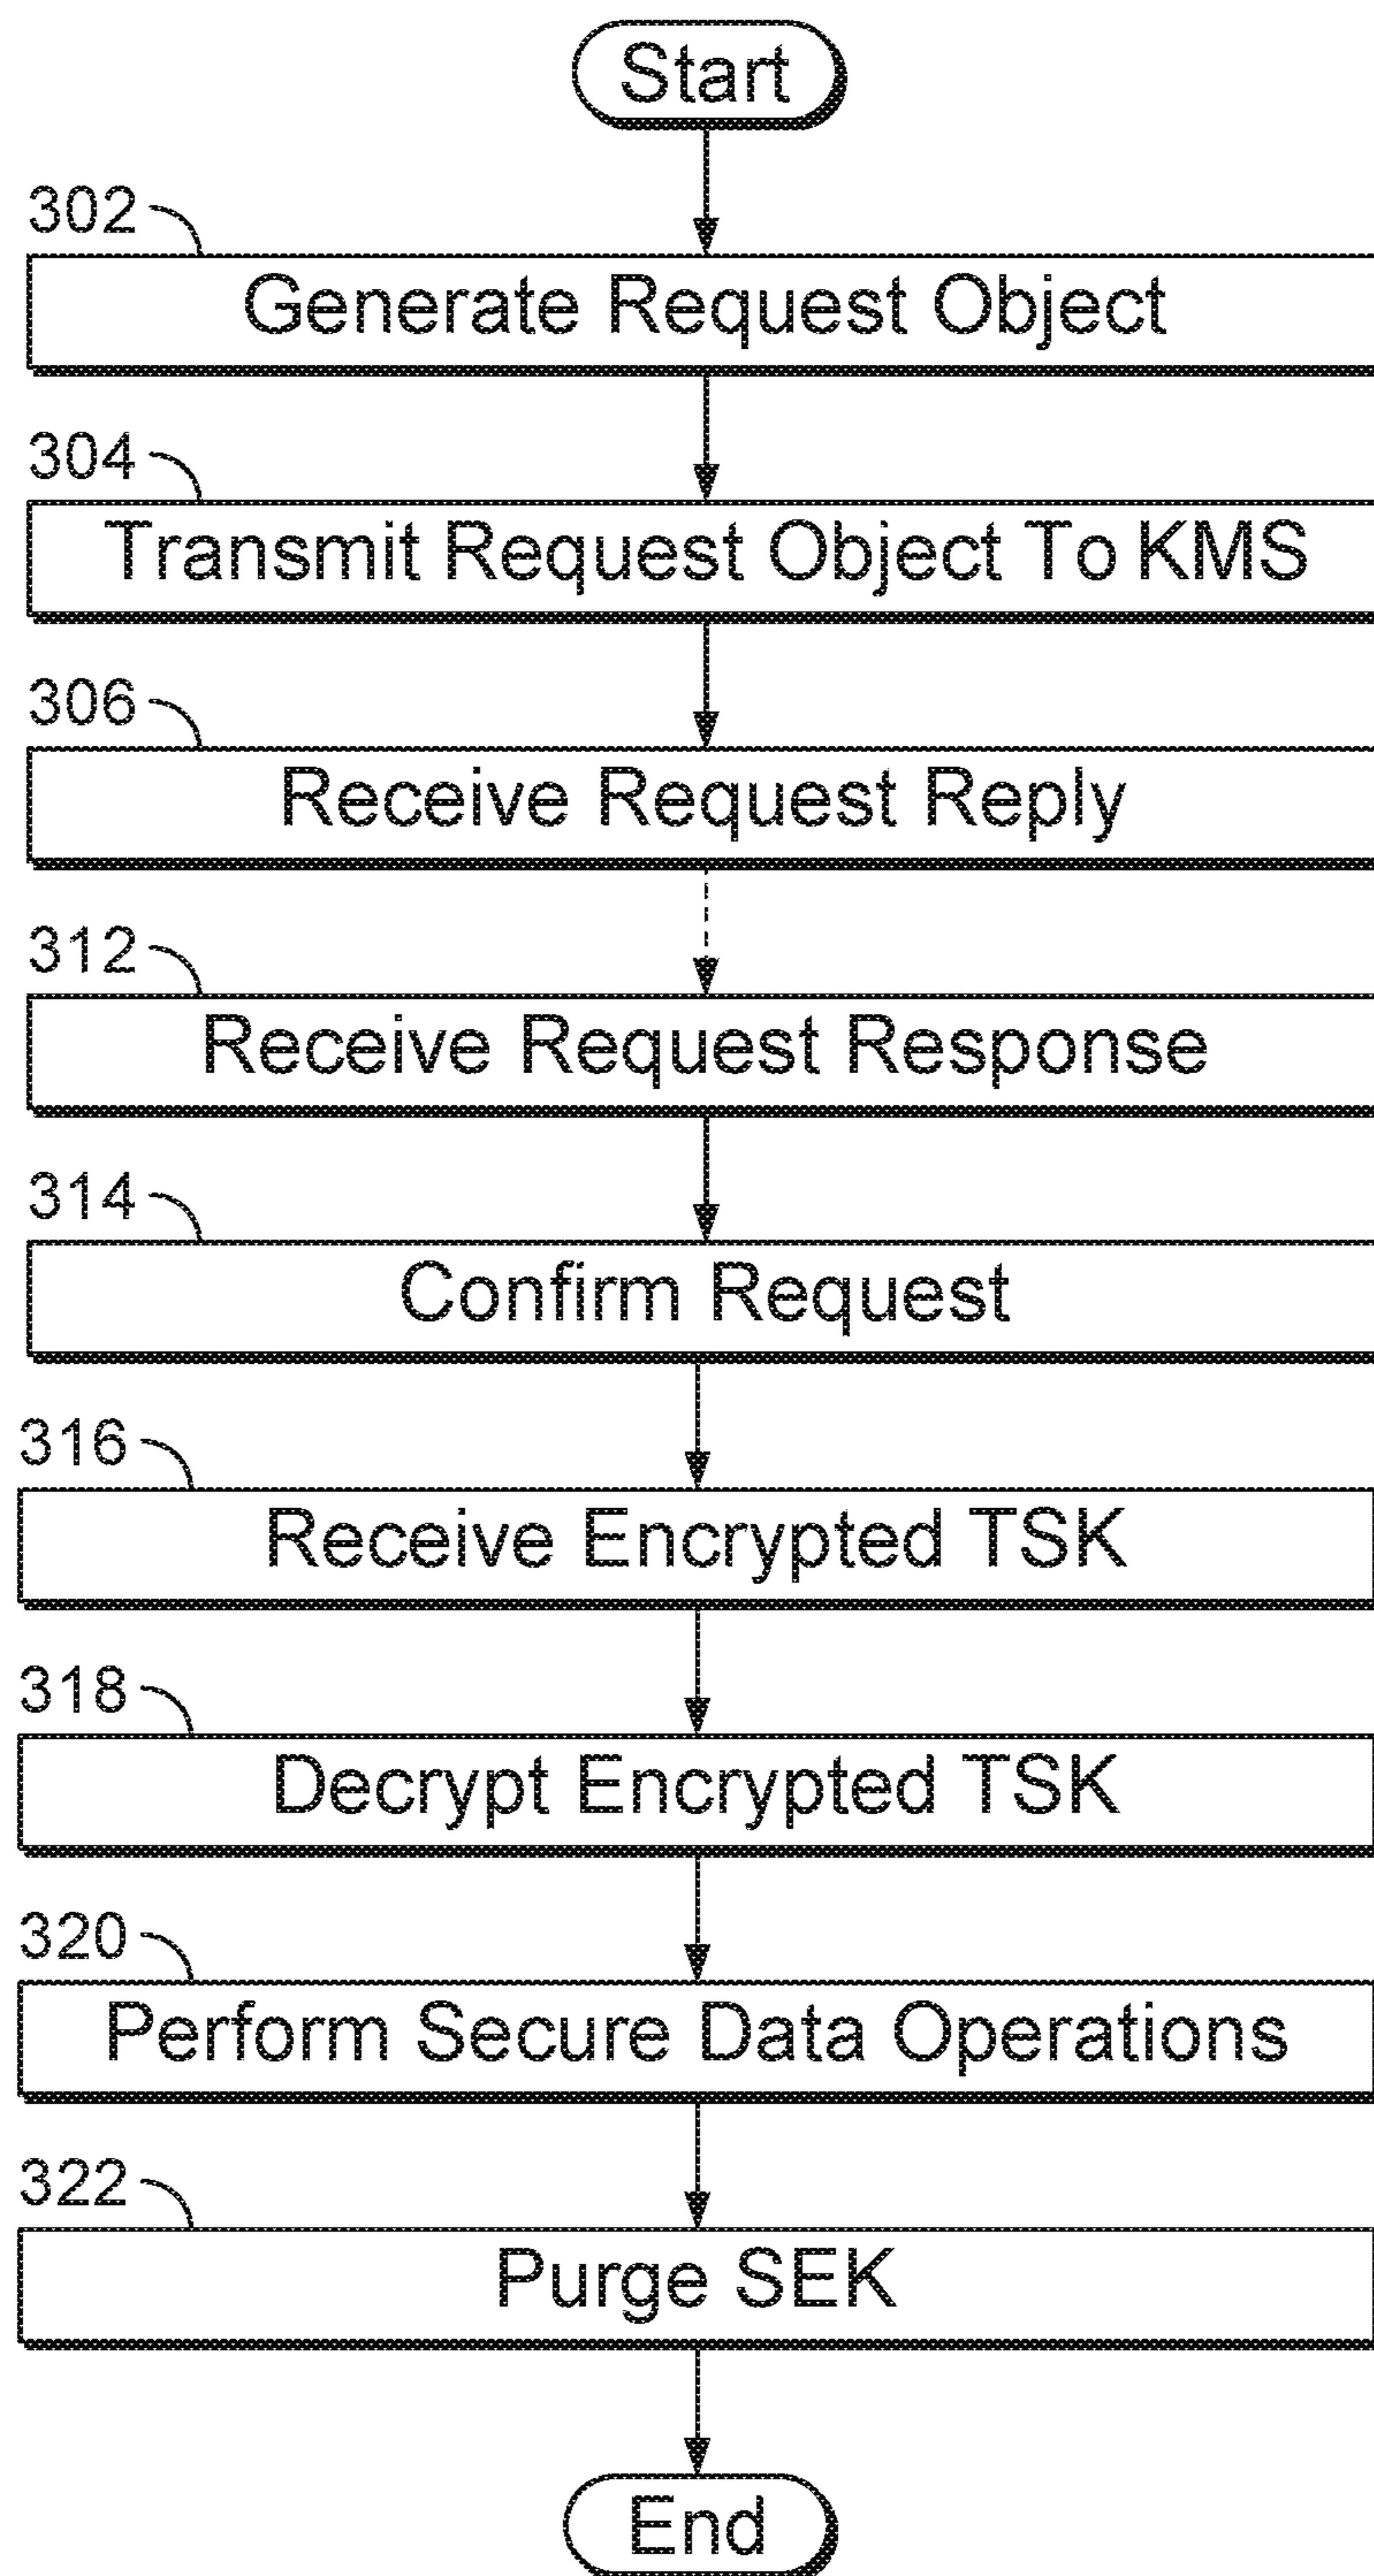 Start
302
Generate Request Object
304
Transmit Request Object To KMS
306
Receive Request Reply
312
Receive Request Response
314
Confirm Request
316
Receive Encrypted TSK
318
Decrypt Encrypted TSK
320
Perform Secure Data Operations
322
Purge SEK
End